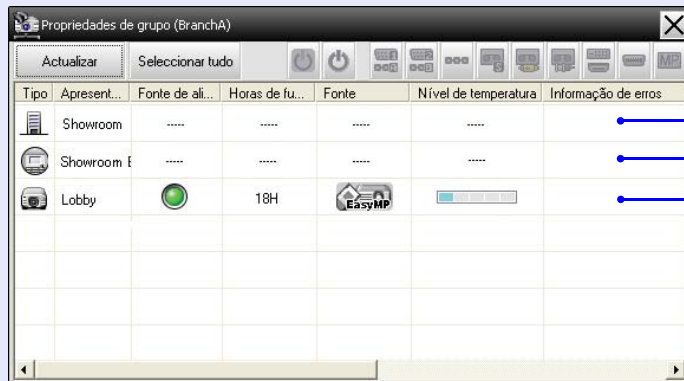 Propriedades de grupo (BranchA)
Actualizar Seleccionar tudo MP
Tipo Apresent... Fonte de ali... Horas de fu... Fonte Nível de temperatura Informação de erros
Showroom ----- ----- ----- -----
Showroom E ----- ----- ----- -----
Lobby 18H EasyMP